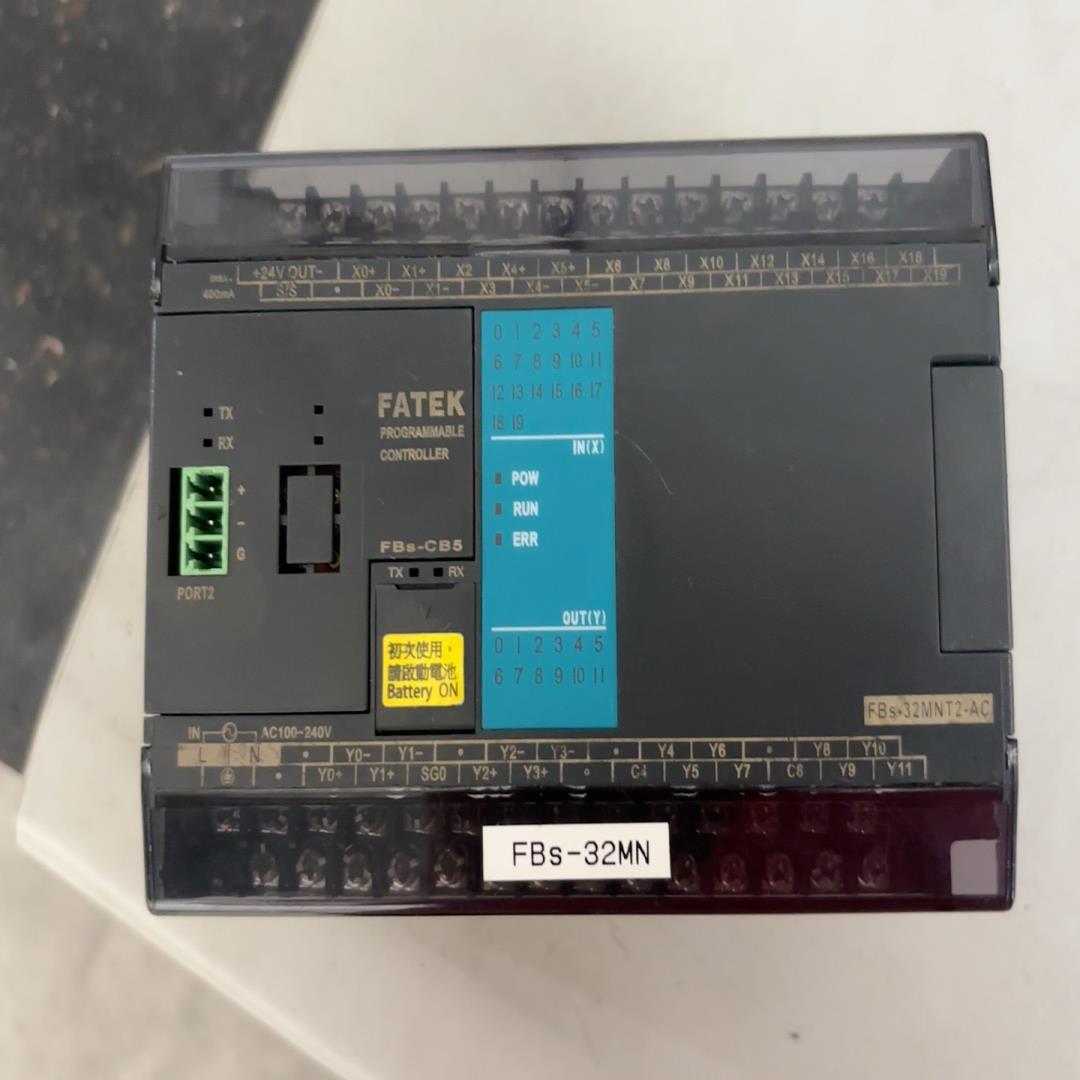 +24V OUT- X0+ X1+ X2 X4+ X5+ X6 X8 X10 X12 X14 X16 X18
max.
400mA
S/S • X0- X1- X3 X4- X5- X7 X9 X11 X13 X15 X17 X19
TX
RX
+
-
G
PORT2
FATEK
PROGRAMMABLE
CONTROLLER
FBs-CB5
TX RX
初次使用，
請啟動電池
Battery ON
0 1 2 3 4 5
6 7 8 9 10 11
12 13 14 15 16 17
18 19
IN(X)
POW
RUN
ERR
OUT(Y)
0 1 2 3 4 5
6 7 8 9 10 11
FBs-32MNT2-AC
IN AC100-240V
L N • Y0- Y1- • Y2- Y3- • Y4 Y6 • Y8 Y10
• Y0+ Y1+ SG0 Y2+ Y3+ • C4 Y5 Y7 C8 Y9 Y11
FBs-32MN